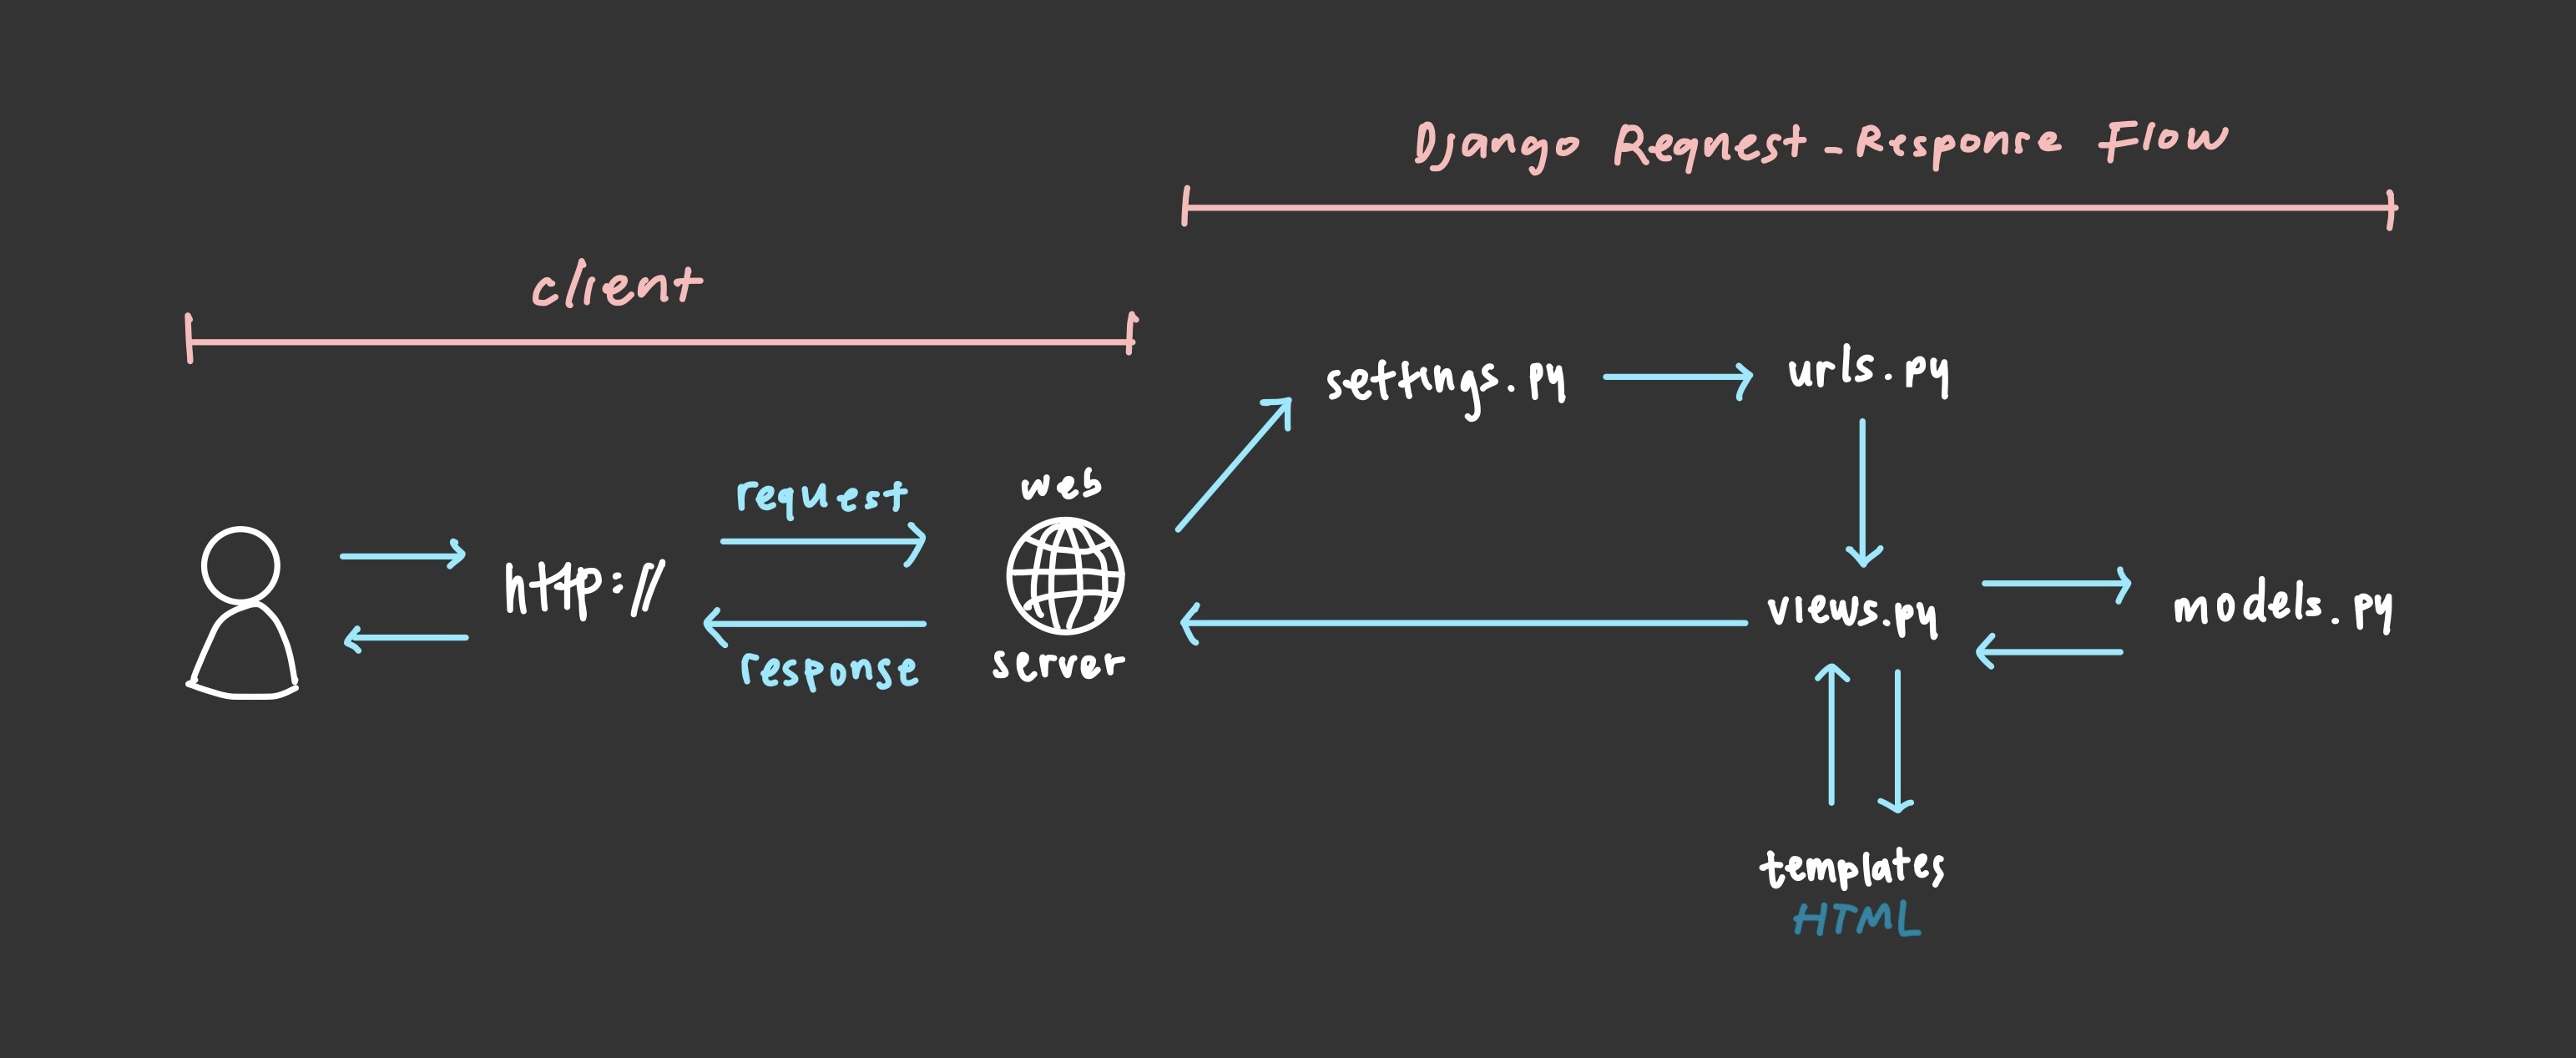 Django Request-Response Flow
client
settings.py
urls.py
web
request
http://
server
response
views.py
models.py
templates
HTML